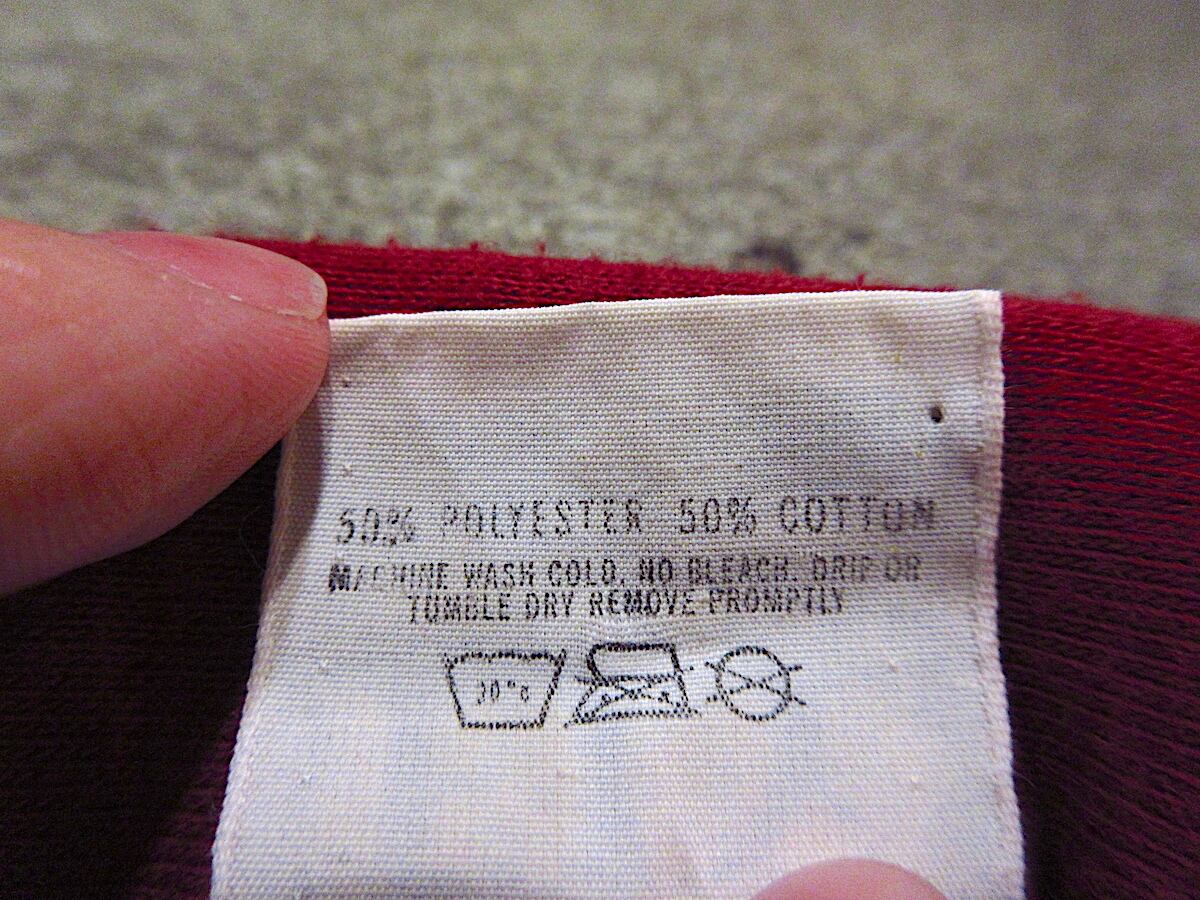 50% POLYESTER 50% COTTON
MACHINE WASH COLD. NO BLEACH. DRIP OR
TUMBLE DRY REMOVE PROMPTLY
30°c